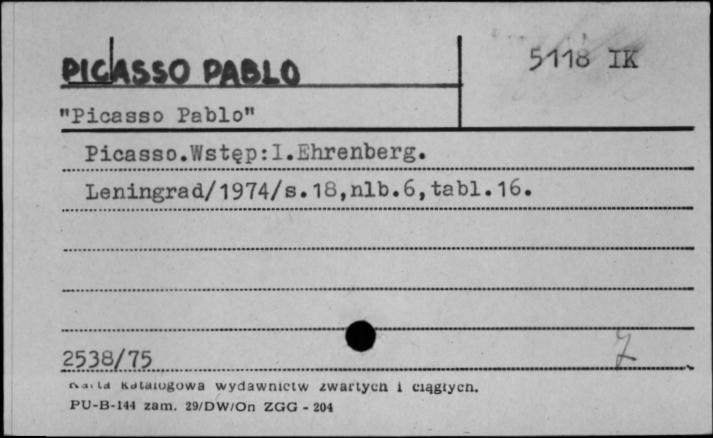 PICASSO PABLO
5118 IK
"Picasso Pablo"
Picasso.Wstęp:I.Ehrenberg.
Leningrad/1974/s.18,nlb.6,tabl.16.
2538/75
Karta katalogowa wydawnictw zwartych i ciągłych.
PU-B-144 zam. 29/DW/On ZGG - 204